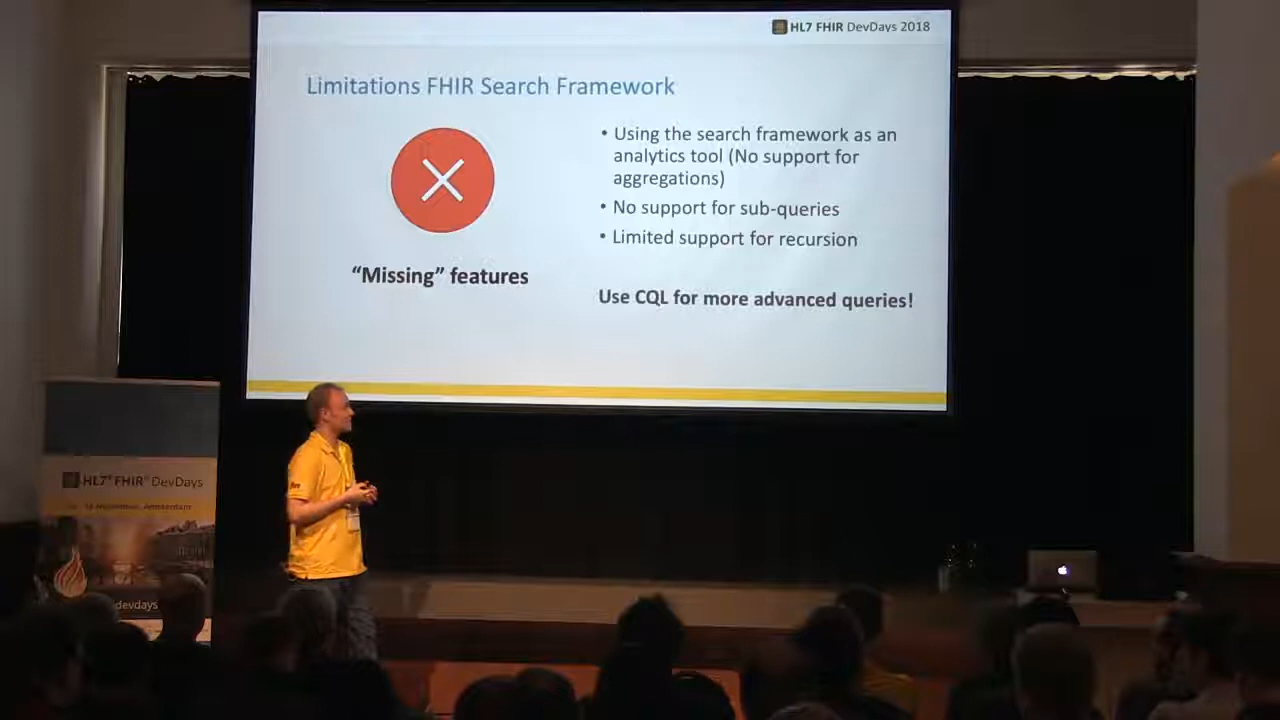 HL7 FHIR DevDays 2018
Limitations FHIR Search Framework
• Using the search framework as an
analytics tool (No support for
aggregations)
• No support for sub-queries
• Limited support for recursion
“Missing” features
Use CQL for more advanced queries!
HL7® FHIR® DevDays
November, Amsterdam
devdays